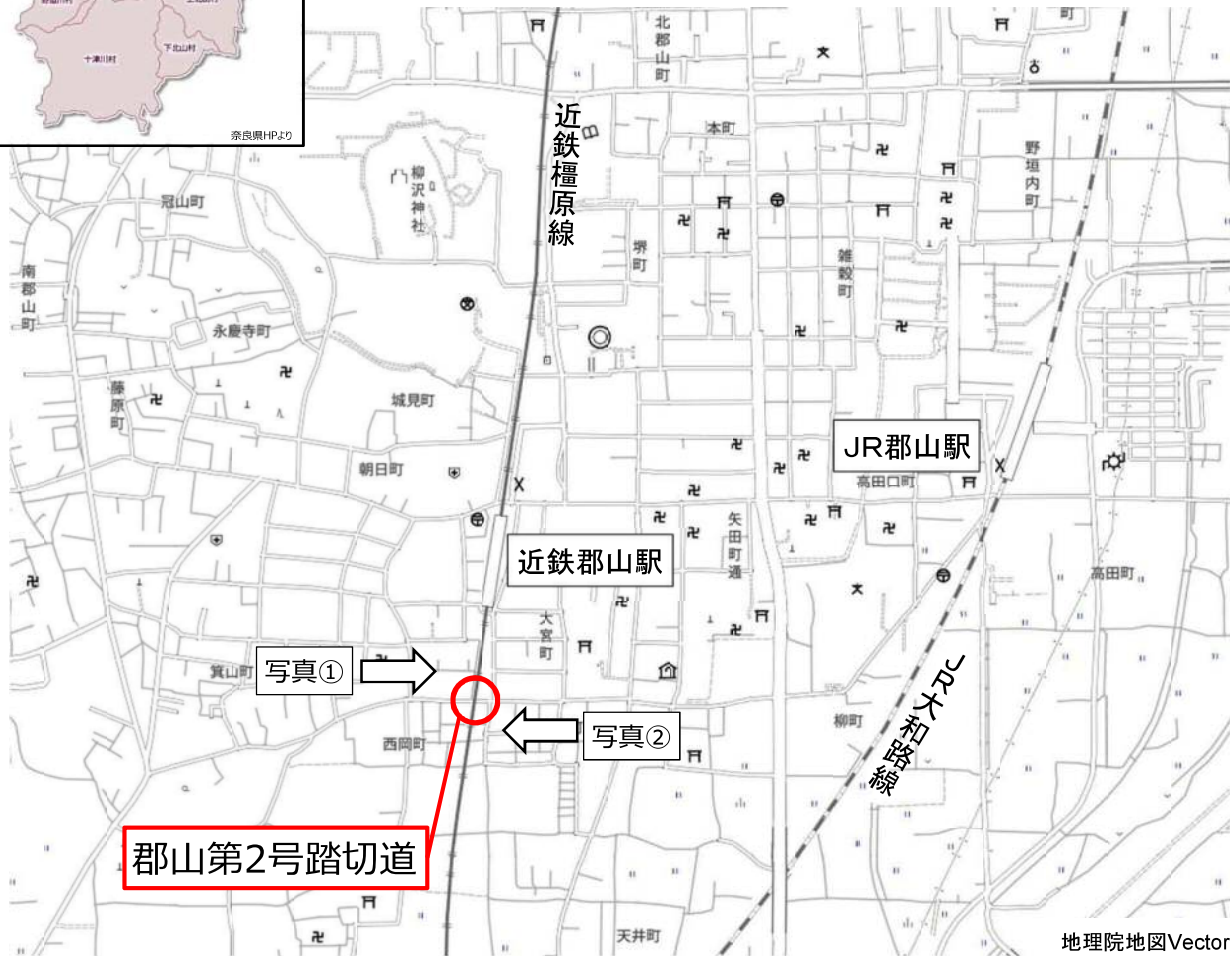 下北山村
十津川村
奈良県HPより
北郡山町
町
近鉄橿原線
本町
柳沢神社
野垣内町
冠山町
堺町
雑穀町
南郡山町
永慶寺町
藤原町
城見町
朝日町
JR郡山駅
高田口町
矢田町通
近鉄郡山駅
高田町
大宮町
箕山町
写真①
JR大和路線
柳町
西岡町
写真②
郡山第2号踏切道
天井町
地理院地図Vector